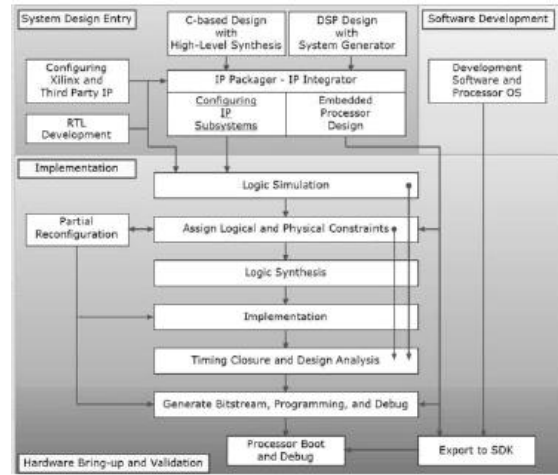 System Design Entry
C-based Design
with
High-Level Synthesis
DSP Design
with
System Generator
Software Development
Configuring
Xilinx and
Third Party IP
IP Packager - IP Integrator
Development
Software and
Processor OS
Configuring
IP
Subsystems
Embedded
Processor
Design
RTL
Development
Implementation
Logic Simulation
Partial
Reconfiguration
Assign Logical and Physical Constraints
Logic Synthesis
Implementation
Timing Closure and Design Analysis
Generate Bitstream, Programming, and Debug
Processor Boot
and Debug
Export to SDK
Hardware Bring-up and Validation